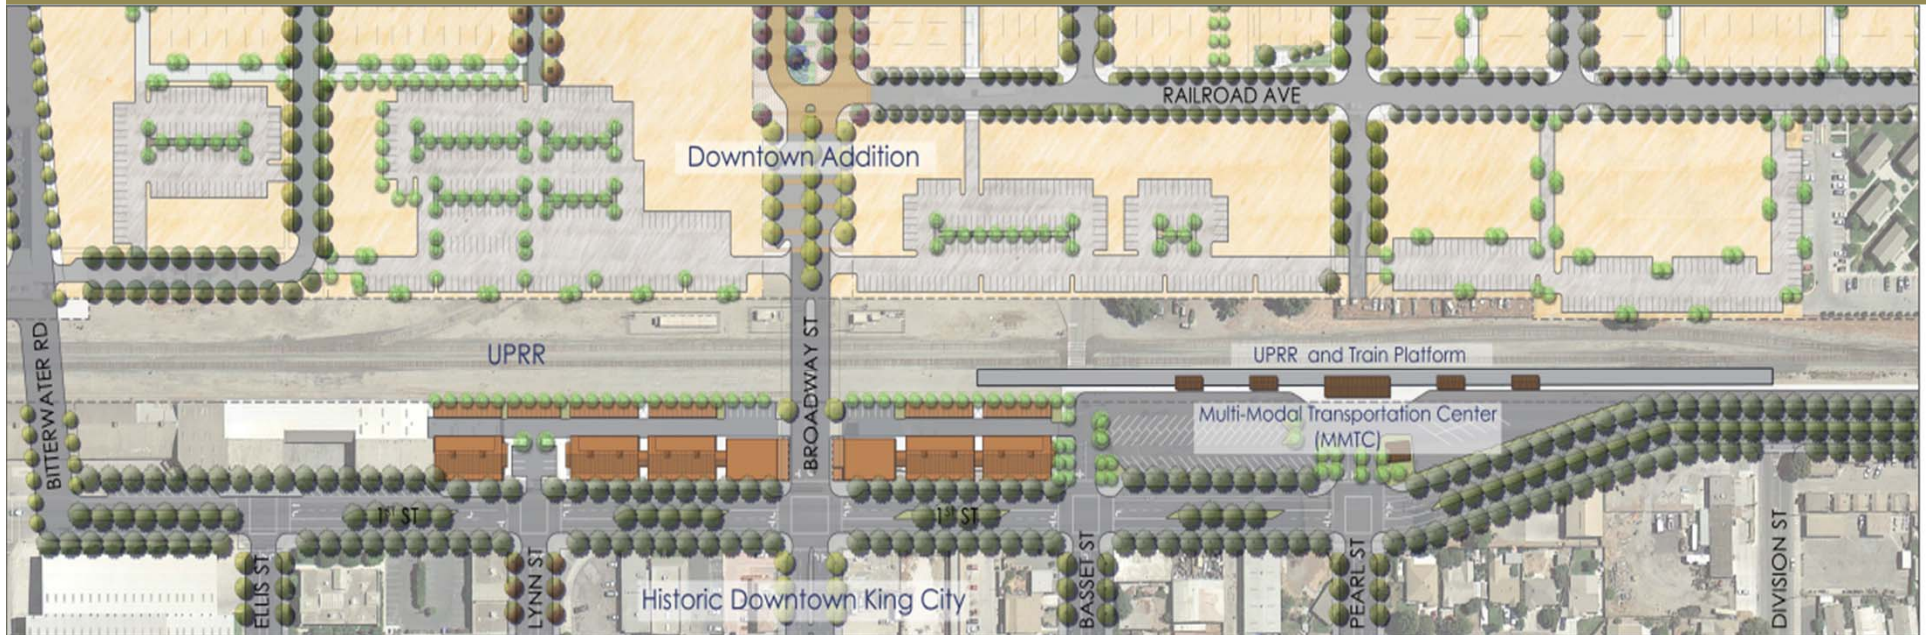 RAILROAD AVE
Downtown Addition
BITTERWATER RD
UPRR
BROADWAY ST
UPRR and Train Platform
Multi-Modal Transportation Center
(MMTC)
1ST ST
1ST ST
ELLIS ST
LYNN ST
Historic Downtown King City
BASSET ST
PEARL ST
DIVISION ST